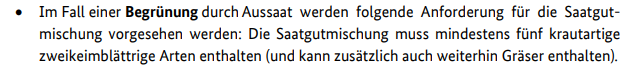 • Im Fall einer Begrünung durch Aussaat werden folgende Anforderung für die Saatgut-
mischung vorgesehen werden: Die Saatgutmischung muss mindestens fünf krautartige
zweikeimblättrige Arten enthalten (und kann zusätzlich auch weiterhin Gräser enthalten).